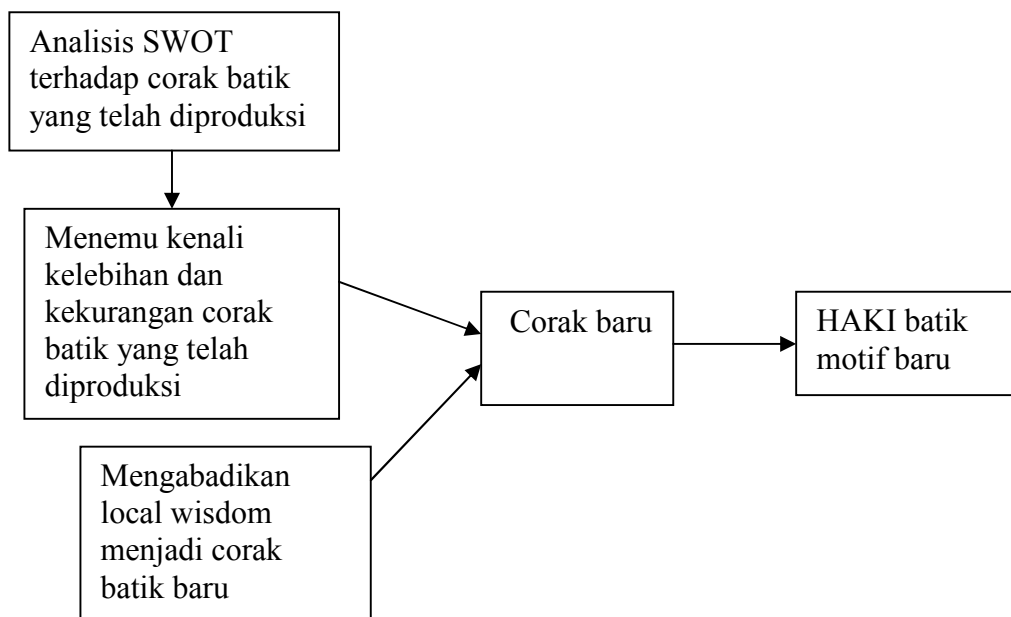 Analisis SWOT
terhadap corak batik
yang telah diproduksi
Menemu kenali
kelebihan dan
kekurangan corak
batik yang telah
diproduksi
Mengabadikan
local wisdom
menjadi corak
batik baru
Corak baru
HAKI batik
motif baru